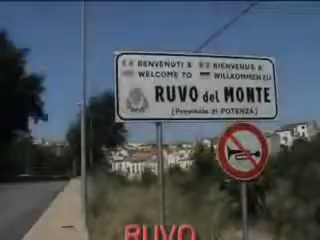 BENVENUTI A BIENVENUE A
WELCOME TO WILLKOMMEN ZU
RUVO del MONTE
(Provincia di POTENZA)
RUVO